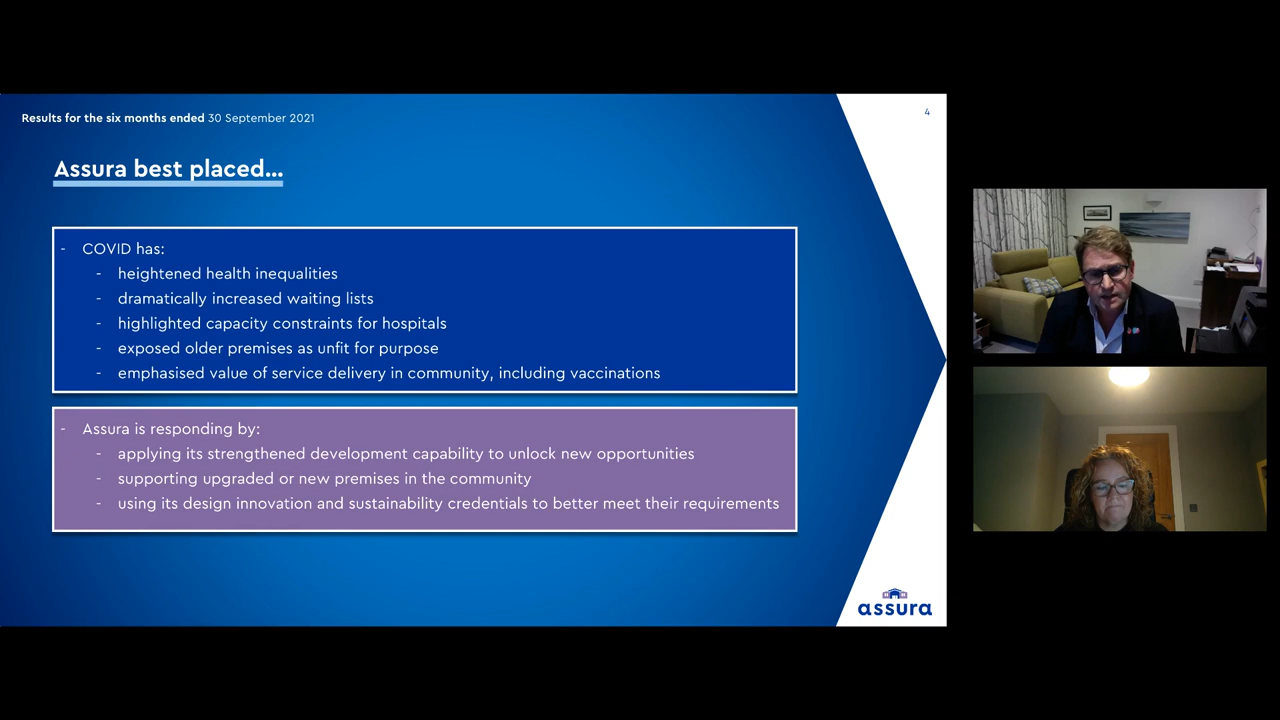 Results for the six months ended 30 September 2021
4
Assura best placed...
- COVID has:
- heightened health inequalities
- dramatically increased waiting lists
- highlighted capacity constraints for hospitals
- exposed older premises as unfit for purpose
- emphasised value of service delivery in community, including vaccinations
- Assura is responding by:
- applying its strengthened development capability to unlock new opportunities
- supporting upgraded or new premises in the community
- using its design innovation and sustainability credentials to better meet their requirements
assura